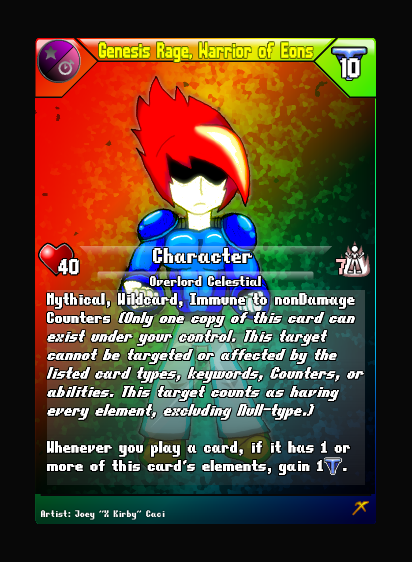 Genesis Rage, Warrior of Eons
10
Character
40
7
Overlord Celestial
Mythical, Wildcard, Immune to nonDamage
Counters (Only one copy of this card can
exist under your control. This target
cannot be targeted or affected by the
listed card types, keywords, Counters, or
abilities. This target counts as having
every element, excluding Null-type.)
Whenever you play a card, if it has 1 or
more of this card's elements, gain 1.
Artist: Joey "X Kirby" Caci